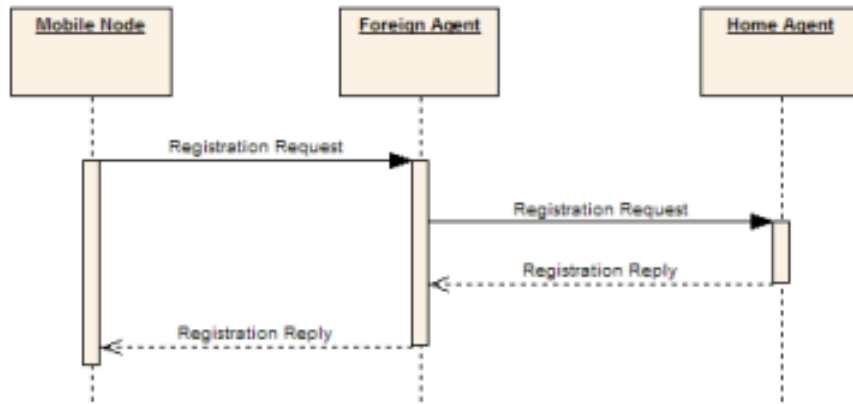 Mobile Node
Foreign Agent
Home Agent
Registration Request
Registration Request
Registration Reply
Registration Reply